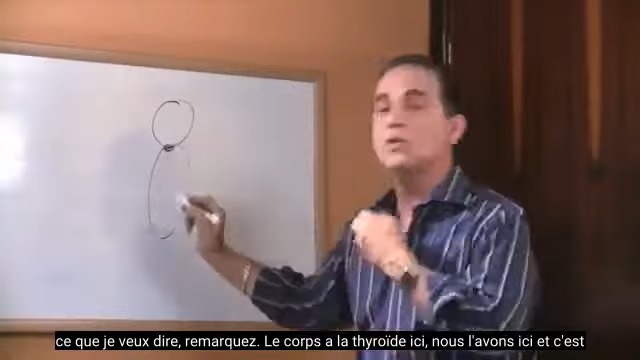 ce que je veux dire, remarquez. Le corps a la thyroïde ici, nous l'avons ici et c'est